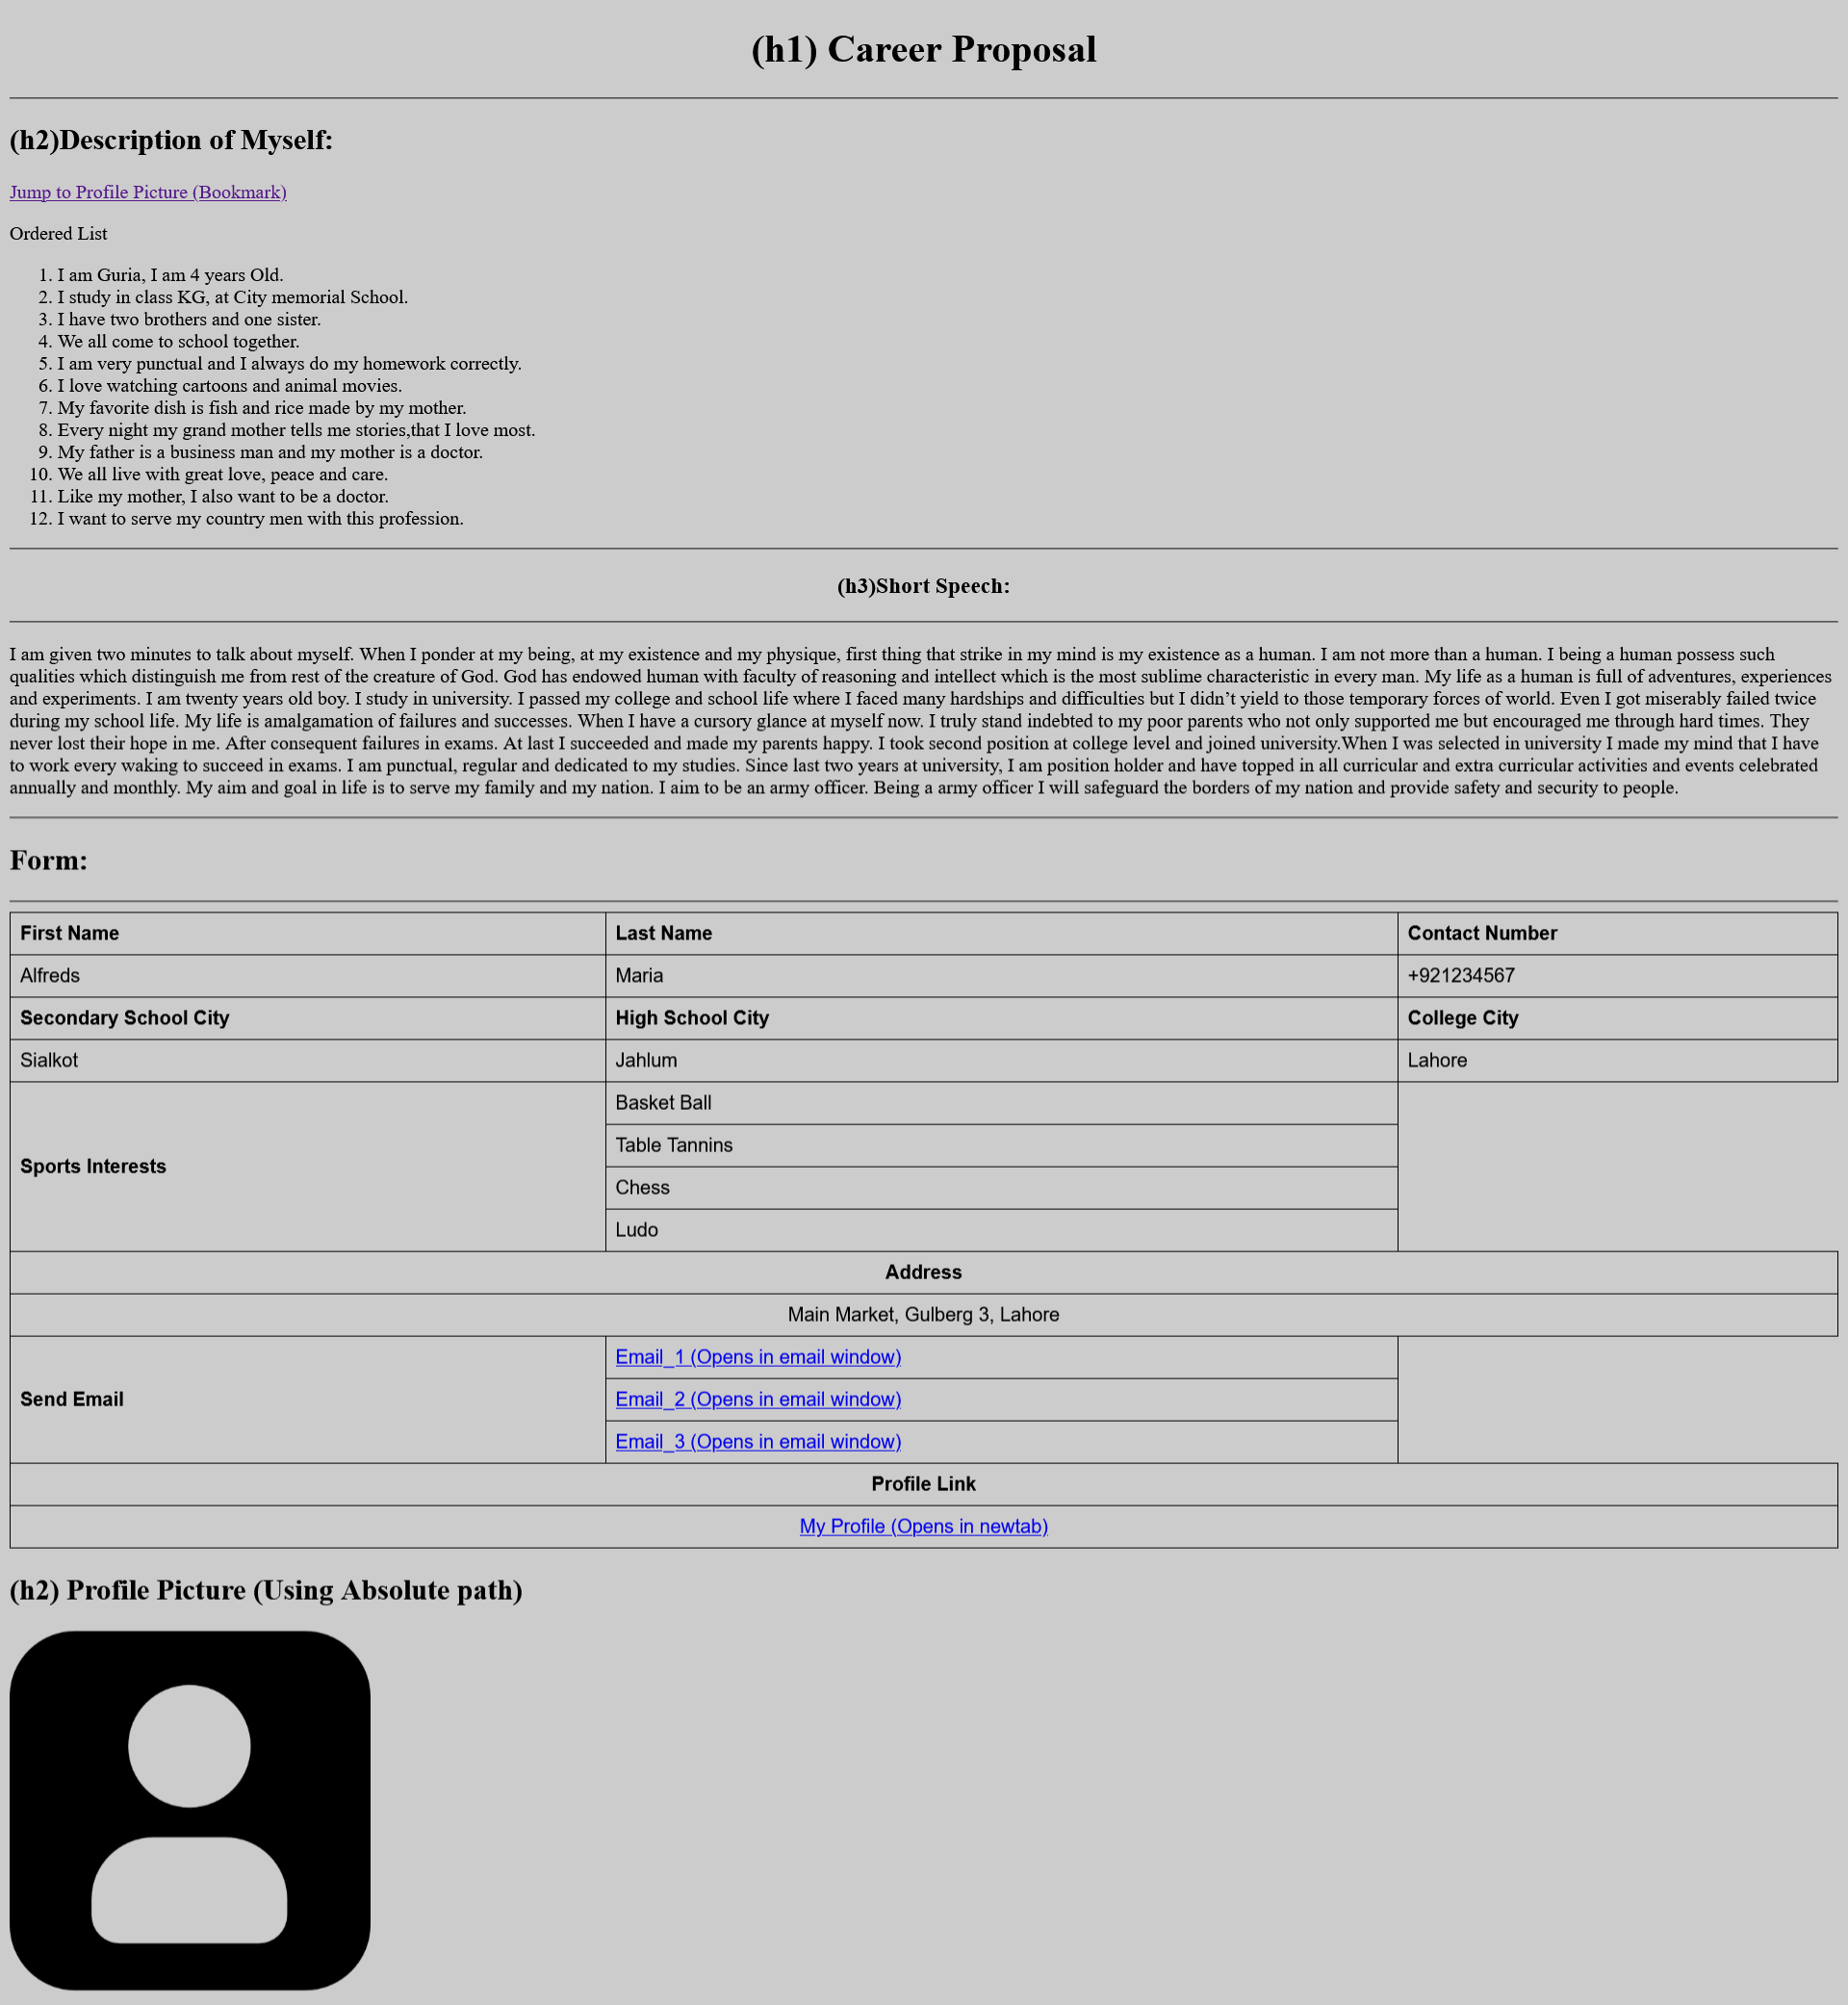 (h1) Career Proposal
(h2)Description of Myself:
Jump to Profile Picture (Bookmark)
Ordered List
1. I am Guria, I am 4 years Old.
2. I study in class KG, at City memorial School.
3. I have two brothers and one sister.
4. We all come to school together.
5. I am very punctual and I always do my homework correctly.
6. I love watching cartoons and animal movies.
7. My favorite dish is fish and rice made by my mother.
8. Every night my grand mother tells me stories,that I love most.
9. My father is a business man and my mother is a doctor.
10. We all live with great love, peace and care.
11. Like my mother, I also want to be a doctor.
12. I want to serve my country men with this profession.
(h3)Short Speech:
I am given two minutes to talk about myself. When I ponder at my being, at my existence and my physique, first thing that strike in my mind is my existence as a human. I am not more than a human. I being a human possess such
qualities which distinguish me from rest of the creature of God. God has endowed human with faculty of reasoning and intellect which is the most sublime characteristic in every man. My life as a human is full of adventures, experiences
and experiments. I am twenty years old boy. I study in university. I passed my college and school life where I faced many hardships and difficulties but I didn’t yield to those temporary forces of world. Even I got miserably failed twice
during my school life. My life is amalgamation of failures and successes. When I have a cursory glance at myself now. I truly stand indebted to my poor parents who not only supported me but encouraged me through hard times. They
never lost their hope in me. After consequent failures in exams. At last I succeeded and made my parents happy. I took second position at college level and joined university.When I was selected in university I made my mind that I have
to work every waking to succeed in exams. I am punctual, regular and dedicated to my studies. Since last two years at university, I am position holder and have topped in all curricular and extra curricular activities and events celebrated
annually and monthly. My aim and goal in life is to serve my family and my nation. I aim to be an army officer. Being a army officer I will safeguard the borders of my nation and provide safety and security to people.
Form:
First Name Last Name Contact Number
Alfreds Maria +921234567
Secondary School City High School City College City
Sialkot Jahlum Lahore
Sports Interests
Basket Ball
Table Tannins
Chess
Ludo
Address
Main Market, Gulberg 3, Lahore
Send Email
Email_1 (Opens in email window)
Email_2 (Opens in email window)
Email_3 (Opens in email window)
Profile Link
My Profile (Opens in newtab)
(h2) Profile Picture (Using Absolute path)